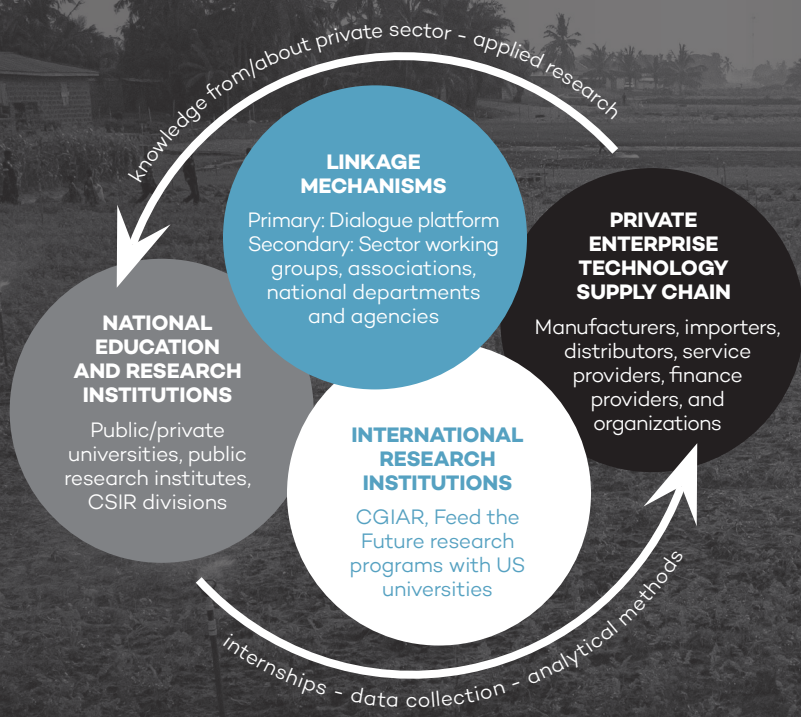 knowledge from/about private sector - applied research
LINKAGE
MECHANISMS
Primary: Dialogue platform
Secondary: Sector working
groups, associations,
national departments
and agencies
PRIVATE
ENTERPRISE
TECHNOLOGY
SUPPLY CHAIN
Manufacturers, importers,
distributors, service
providers, finance
providers, and
organizations
NATIONAL
EDUCATION
AND RESEARCH
INSTITUTIONS
Public/private
universities, public
research institutes,
CSIR divisions
INTERNATIONAL
RESEARCH
INSTITUTIONS
CGIAR, Feed the
Future research
programs with US
universities
internships - data collection - analytical methods